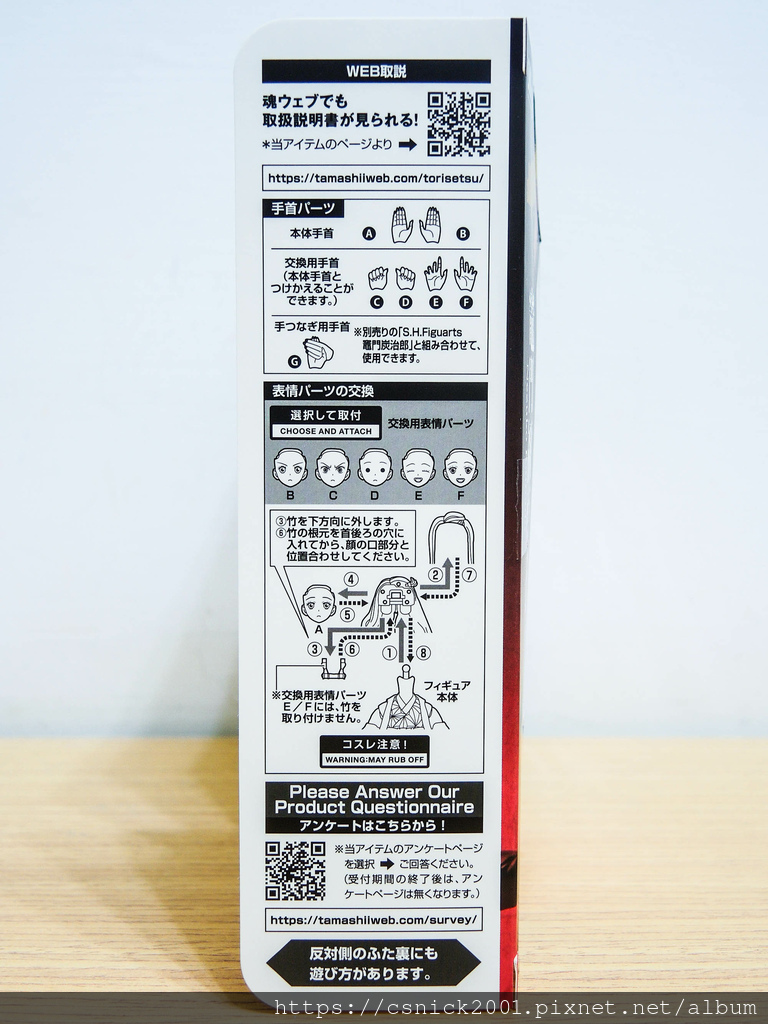 WEB取説
魂ウェブでも
取扱説明書が見られる!
*当アイテムのページより ➡
https://tamashiiweb.com/torisetsu/
手首パーツ
本体手首 A B
交換用手首
(本体手首と
つけかえることが
できます。)
C D E F
手つなぎ用手首
G
※別売りの「S.H.Figuarts
竈門炭治郎」と組み合わせて、
使用できます。
表情パーツの交換
選択して取付
CHOOSE AND ATTACH
交換用表情パーツ
B C D E F
③竹を下方向に外します。
⑥竹の根元を首後ろの穴に
入れてから、顔の口部分と
位置合わせしてください。
② ⑦
④
⑤
A
③ ⑥ ① ⑧
※交換用表情パーツ
E/Fには、竹を
取り付けません。
フィギュア
本体
コスレ注意!
WARNING:MAY RUB OFF
Please Answer Our
Product Questionnaire
アンケートはこちらから!
※当アイテムのアンケートページ
を選択 ➡ ご回答ください。
(受付期間の終了後は、アン
ケートページは無くなります。)
https://tamashiiweb.com/survey/
反対側のふた裏にも
遊び方があります。
https://csnick2001.pixnet.net/album